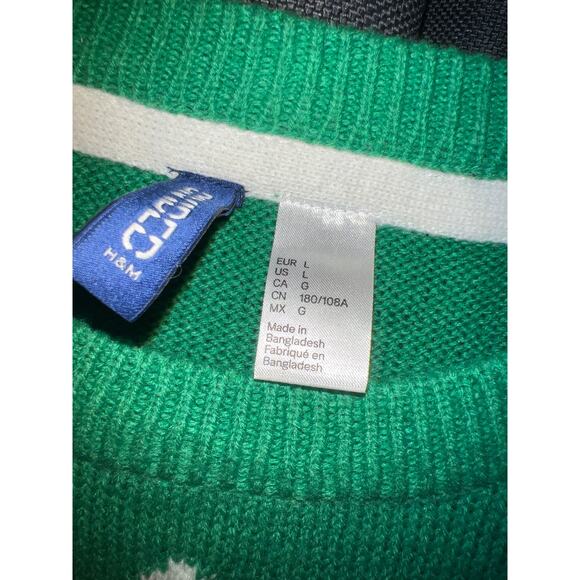 DIVIDED
H&M
EUR L
US L
CA G
CN 180/108A
MX G
Made in
Bangladesh
Fabriqué en
Bangladesh